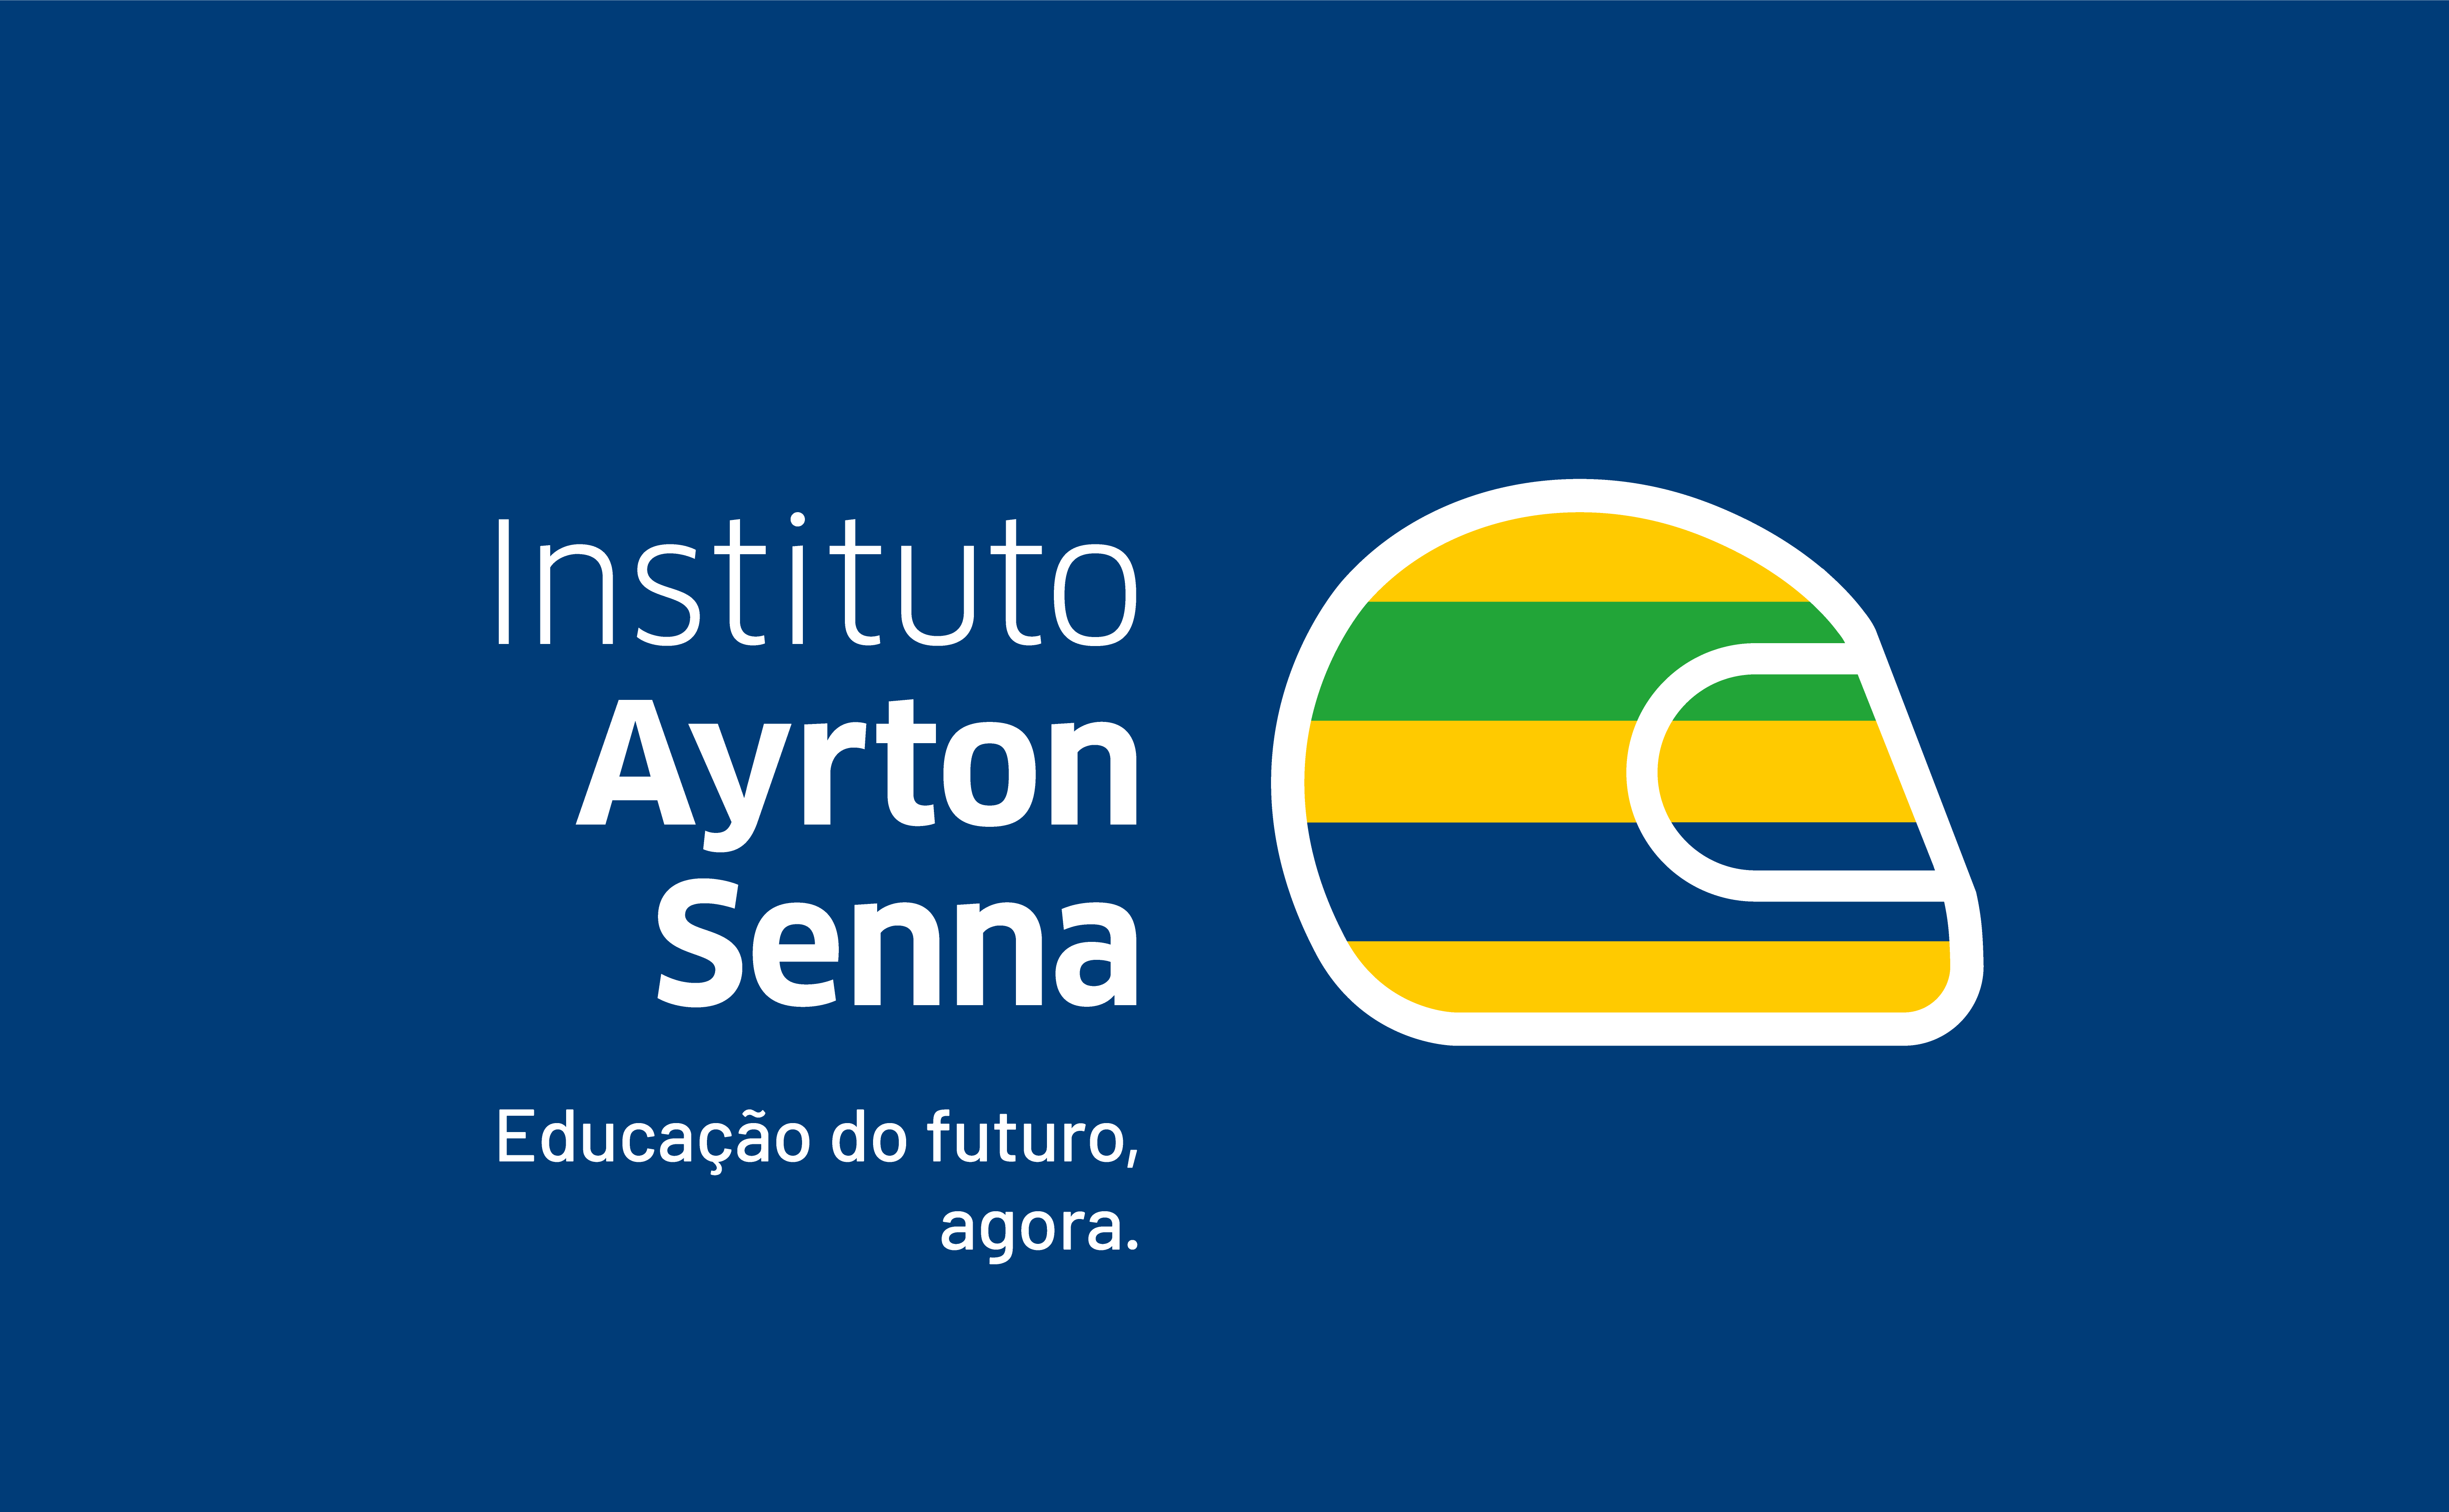 Instituto
Ayrton
Senna
Educação do futuro,
agora.